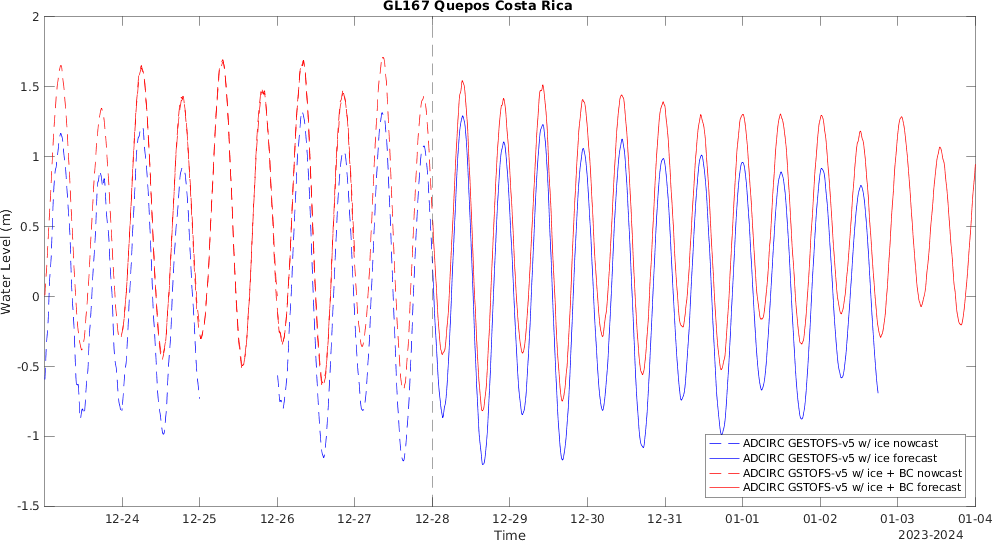 GL167 Quepos Costa Rica
2
1.5
1
0.5
0
-0.5
-1
-1.5
Water Level (m)
ADCIRC GESTOFS-v5 w/ ice nowcast
ADCIRC GESTOFS-v5 w/ ice forecast
ADCIRC GSTOFS-v5 w/ ice + BC nowcast
ADCIRC GSTOFS-v5 w/ ice + BC forecast
12-24 12-25 12-26 12-27 12-28 12-29 12-30 12-31 01-01 01-02 01-03 01-04
Time
2023-2024